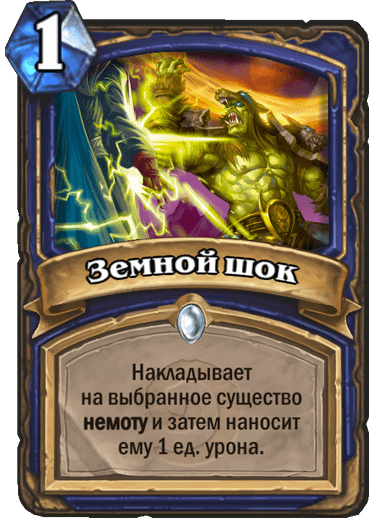 1
Земной шок
Накладывает
на выбранное существо
немоту и затем наносит
ему 1 ед. урона.